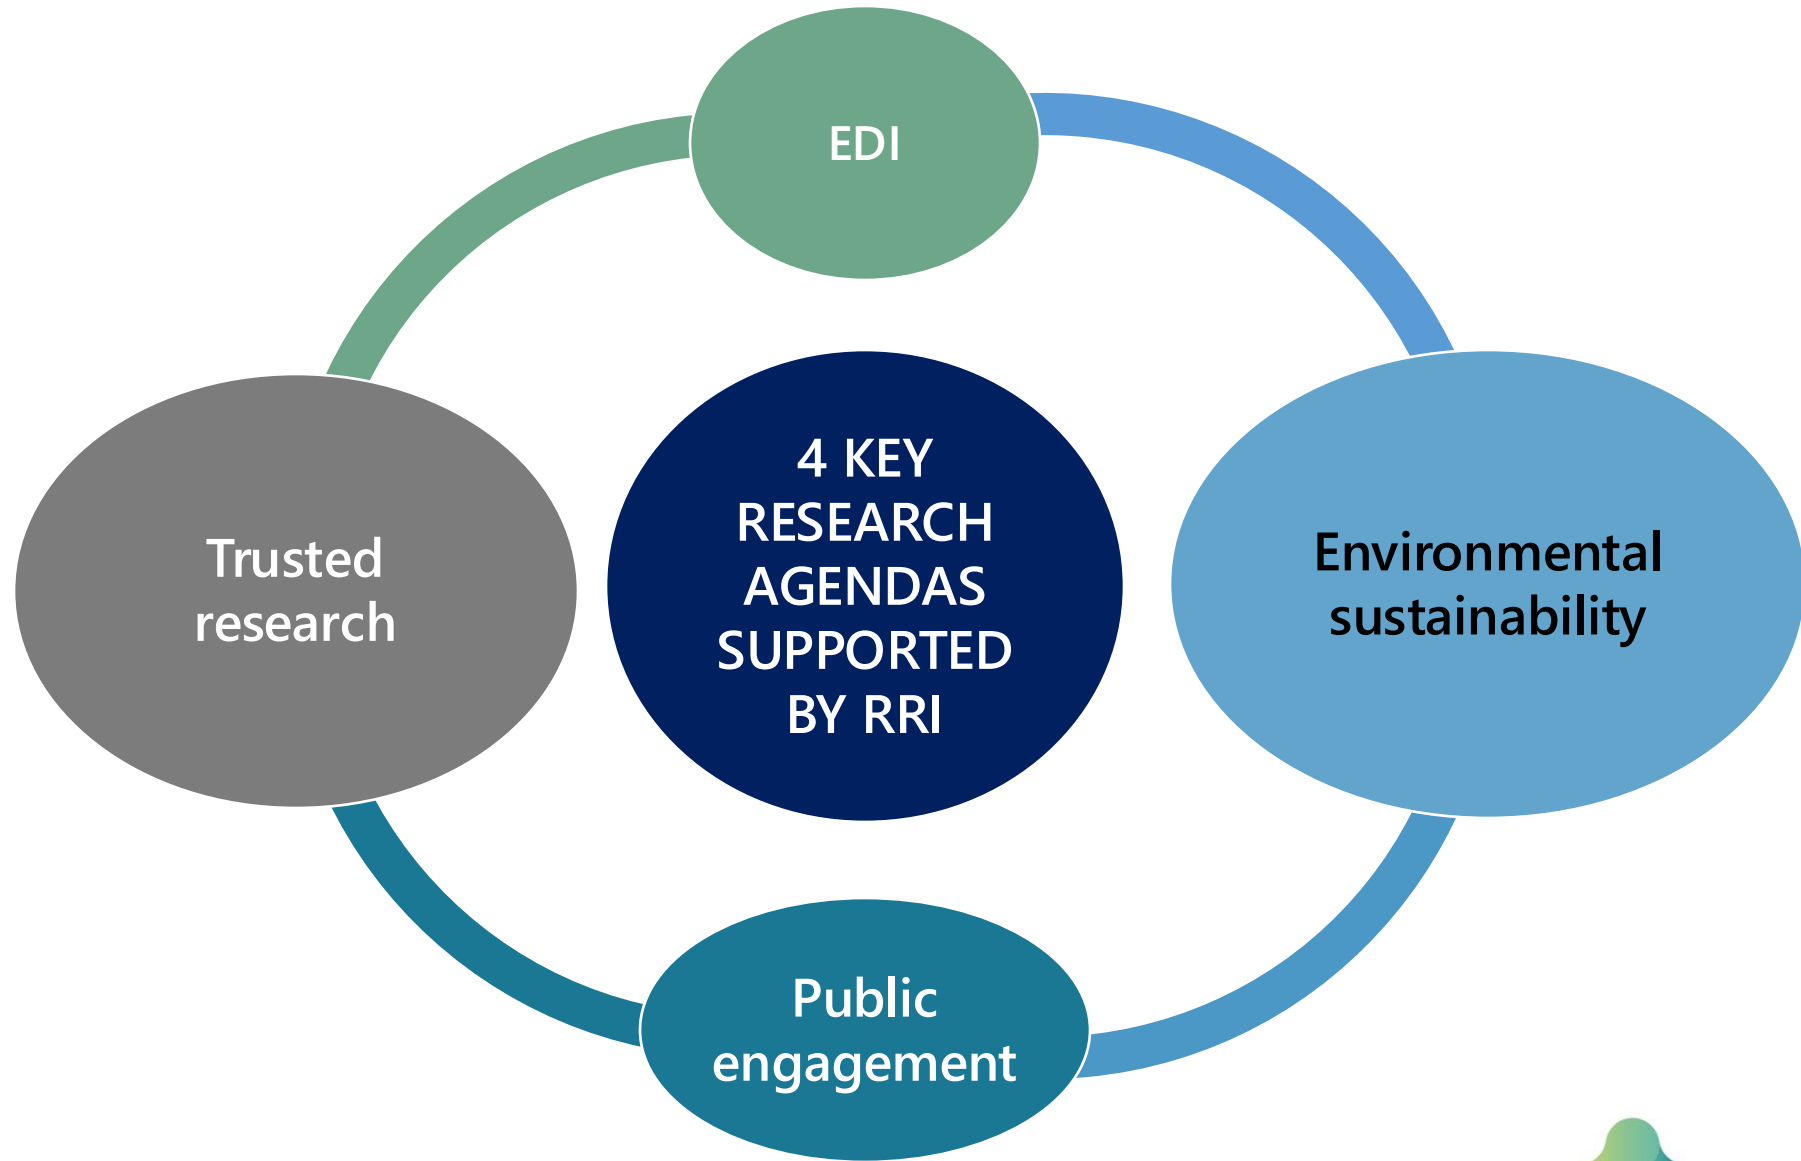 EDI
4 KEY
RESEARCH
AGENDAS
SUPPORTED
BY RRI
Trusted
research
Environmental
sustainability
Public
engagement